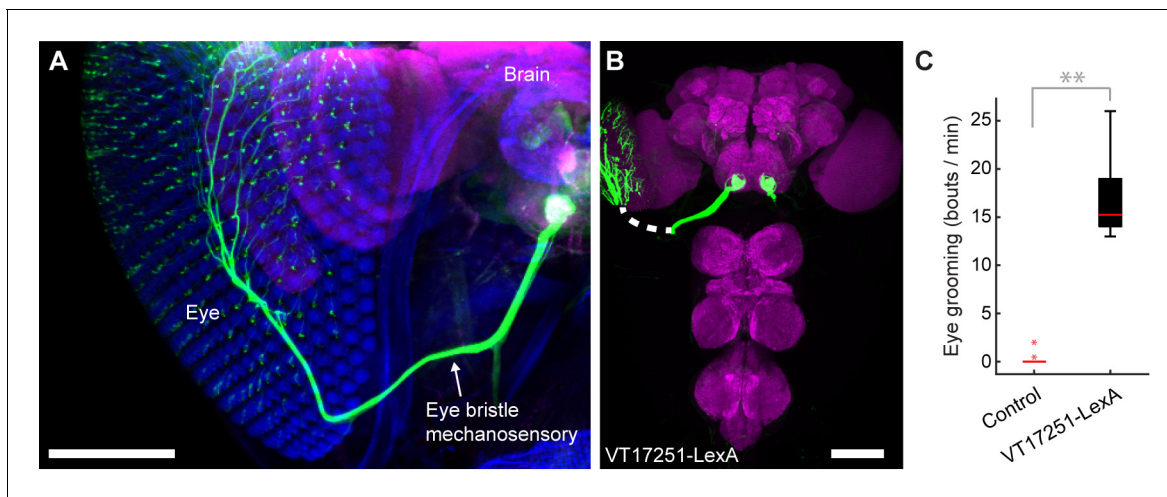 A
Brain
Eye
Eye bristle
mechanosensory
B
VT17251-LexA
C
**
Eye grooming (bouts / min)
25
20
15
10
5
0
*
*
Control
VT17251-LexA